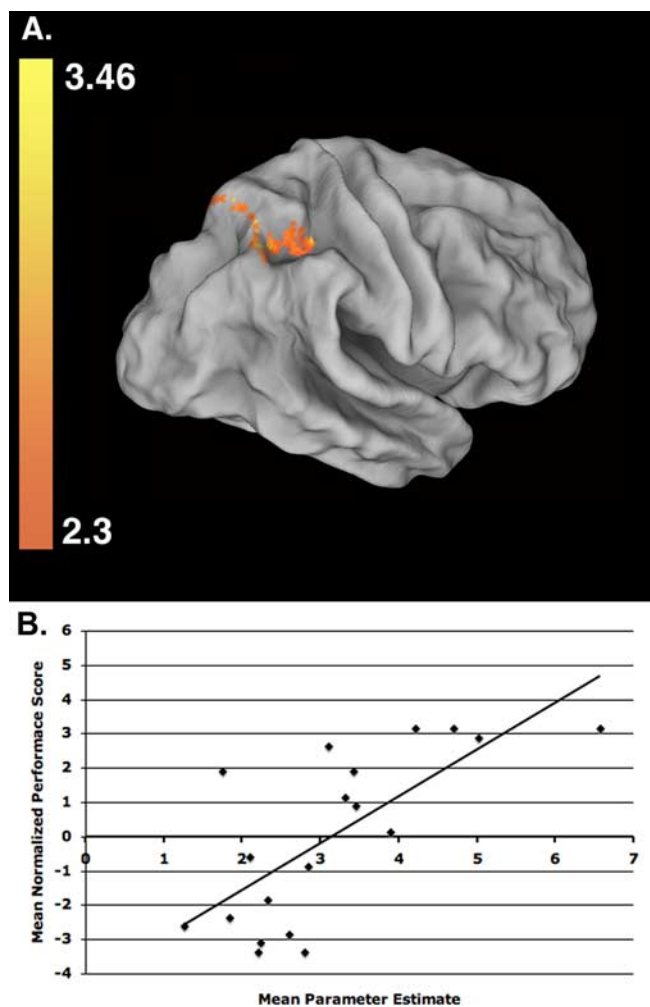 A.
3.46
2.3
B.
6
5
4
3
2
1
0
-1
-2
-3
-4
0 1 2 3 4 5 6 7
Mean Normalized Performace Score
Mean Parameter Estimate